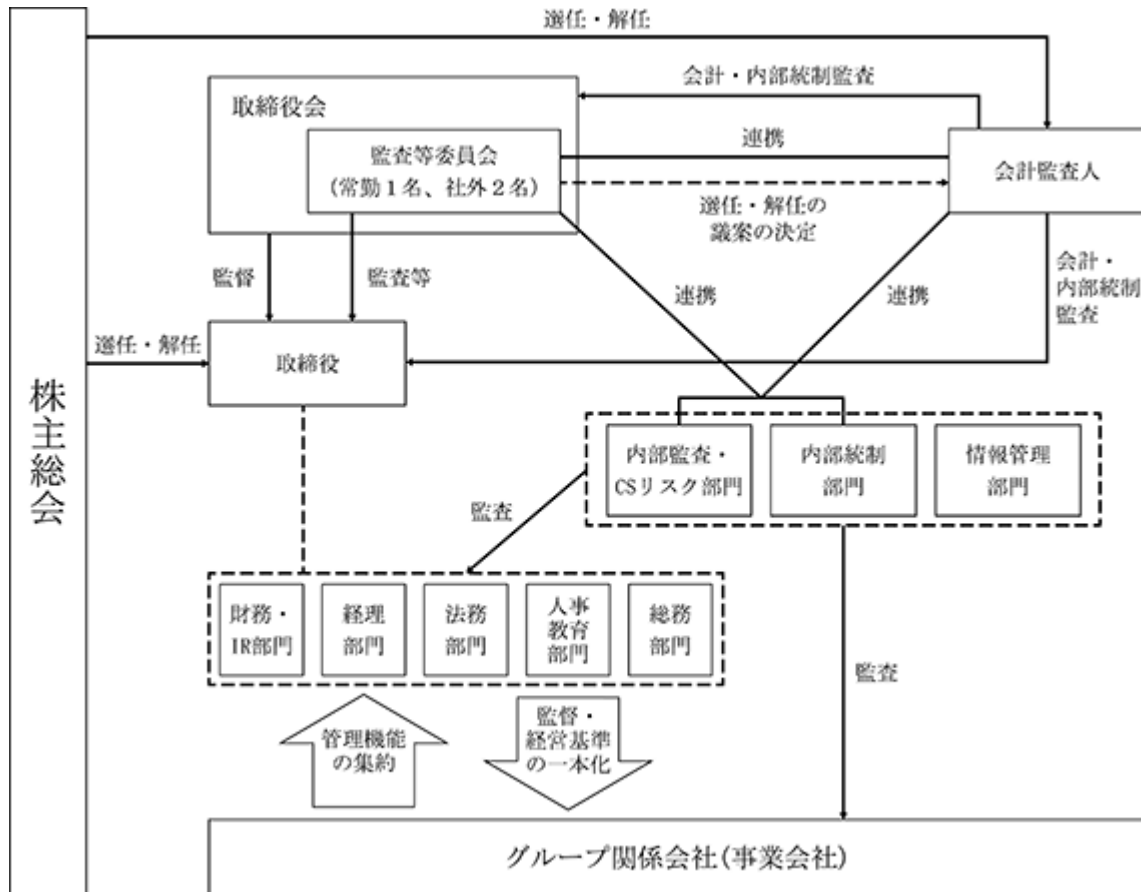 選任・解任
会計・内部統制監査
取締役会
連携
監査等委員会
(常勤1名、社外2名)
会計監査人
選任・解任の
議案の決定
監督
監査等
連携
連携
会計・
内部統制
監査
選任・解任
取締役
株主総会
内部監査・
CSリスク部門
内部統制
部門
情報管理
部門
監査
財務・
IR部門
経理
部門
法務
部門
人事
教育
部門
総務
部門
監査
管理機能
の集約
監督・
経営基準
の一本化
グループ関係会社(事業会社)